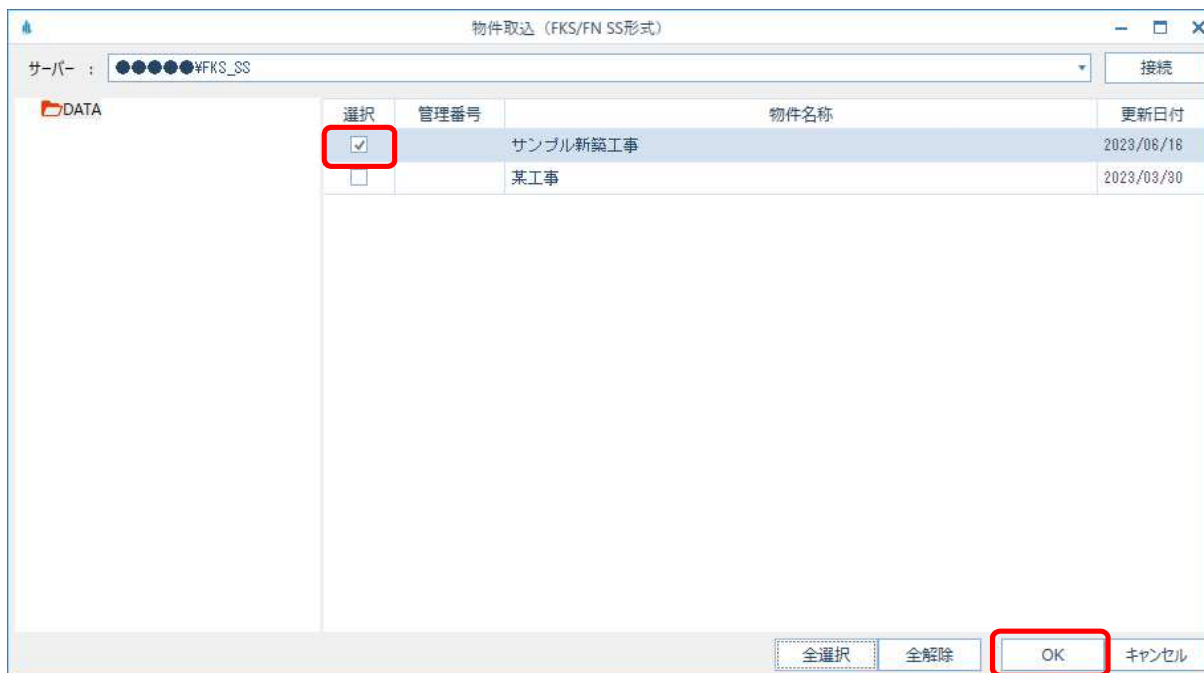 物件取込（FKS/FN SS形式）
サーバー ： ●●●●●¥FKS_SS 接続
DATA
選択 管理番号 物件名称 更新日付
サンプル新築工事 2023/06/16
某工事 2023/03/30
全選択 全解除 OK キャンセル